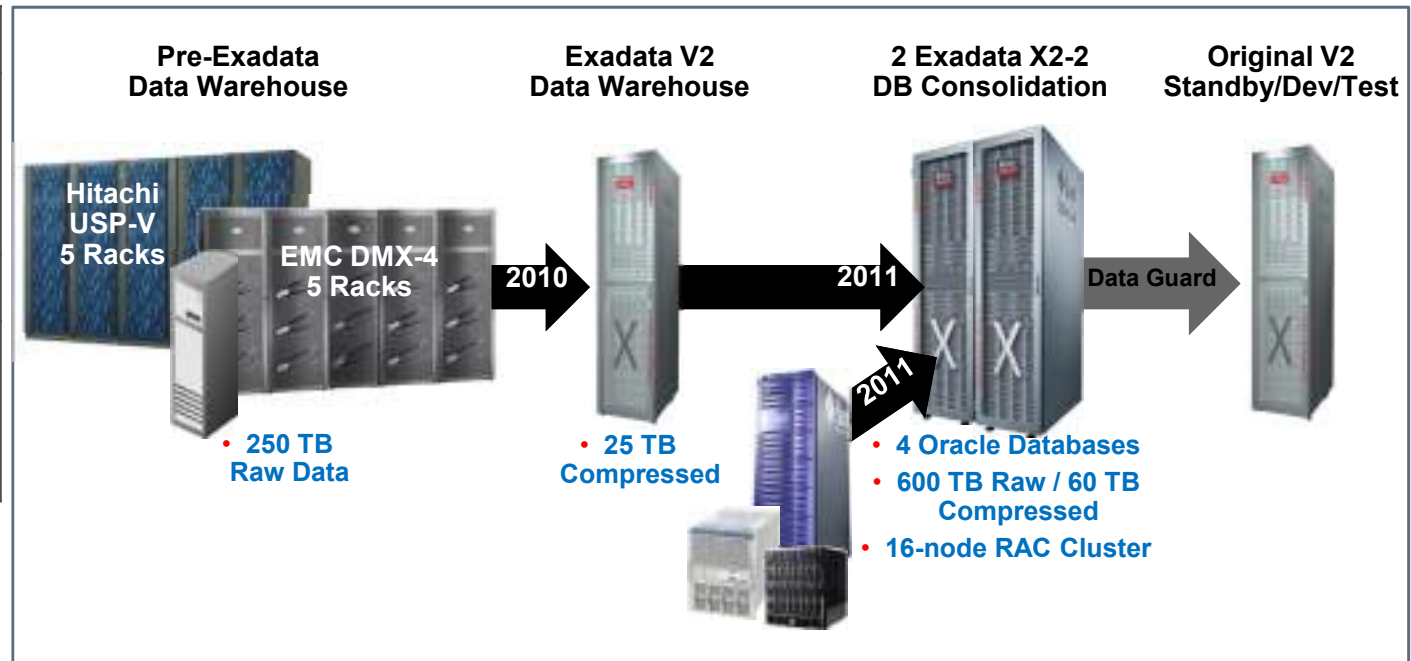 Pre-Exadata
Data Warehouse
Exadata V2
Data Warehouse
2 Exadata X2-2
DB Consolidation
Original V2
Standby/Dev/Test
Hitachi
USP-V
5 Racks
EMC DMX-4
5 Racks
2010
2011
Data Guard
2011
• 250 TB
Raw Data
• 25 TB
Compressed
• 4 Oracle Databases
• 600 TB Raw / 60 TB
Compressed
• 16-node RAC Cluster